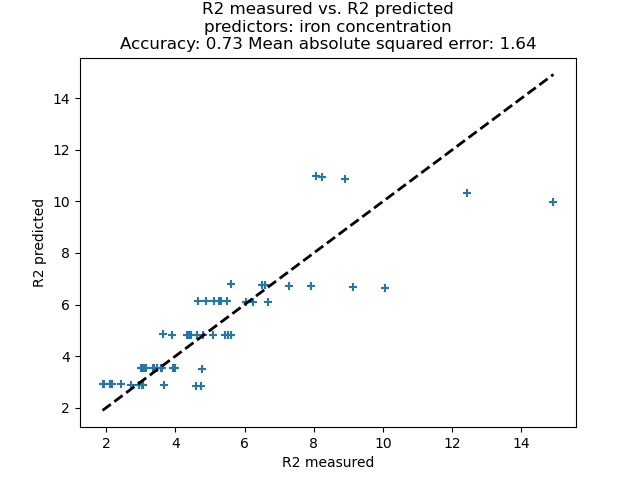 R2 measured vs. R2 predicted
predictors: iron concentration
Accuracy: 0.73 Mean absolute squared error: 1.64
14
12
10
8
6
4
2
R2 predicted
2 4 6 8 10 12 14
R2 measured